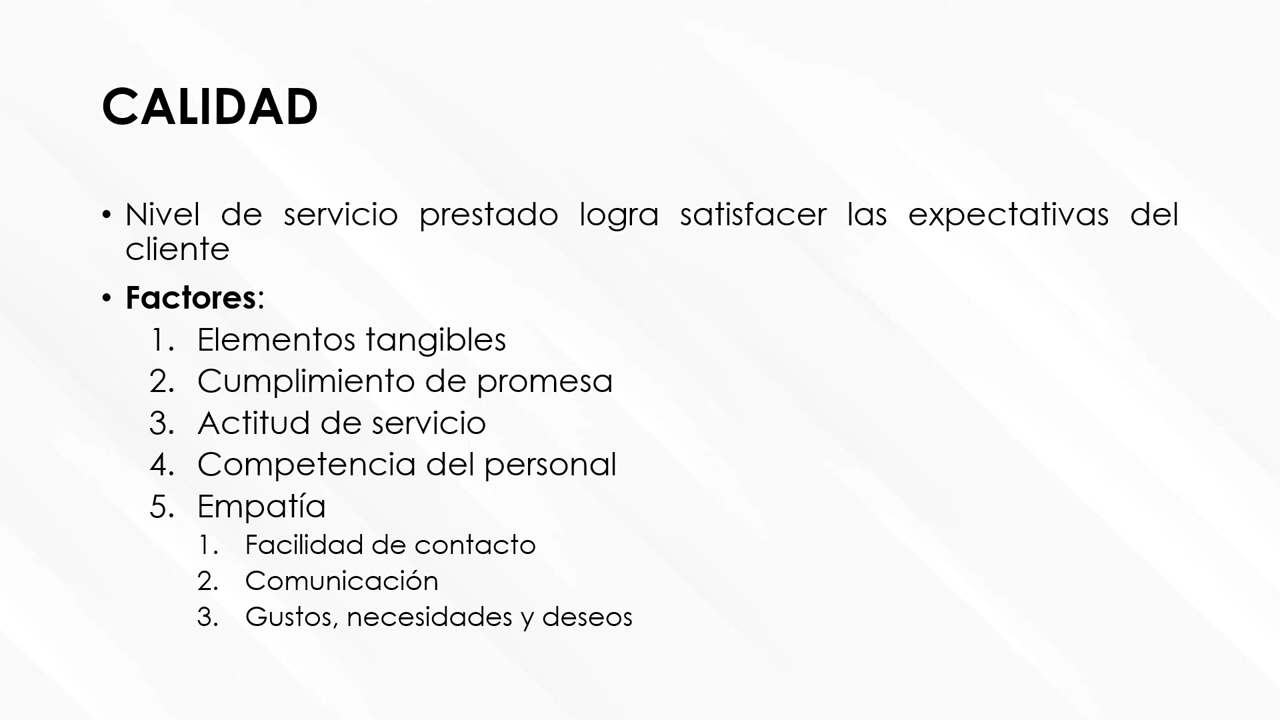 CALIDAD
• Nivel de servicio prestado logra satisfacer las expectativas del
cliente
• Factores:
1. Elementos tangibles
2. Cumplimiento de promesa
3. Actitud de servicio
4. Competencia del personal
5. Empatía
1. Facilidad de contacto
2. Comunicación
3. Gustos, necesidades y deseos